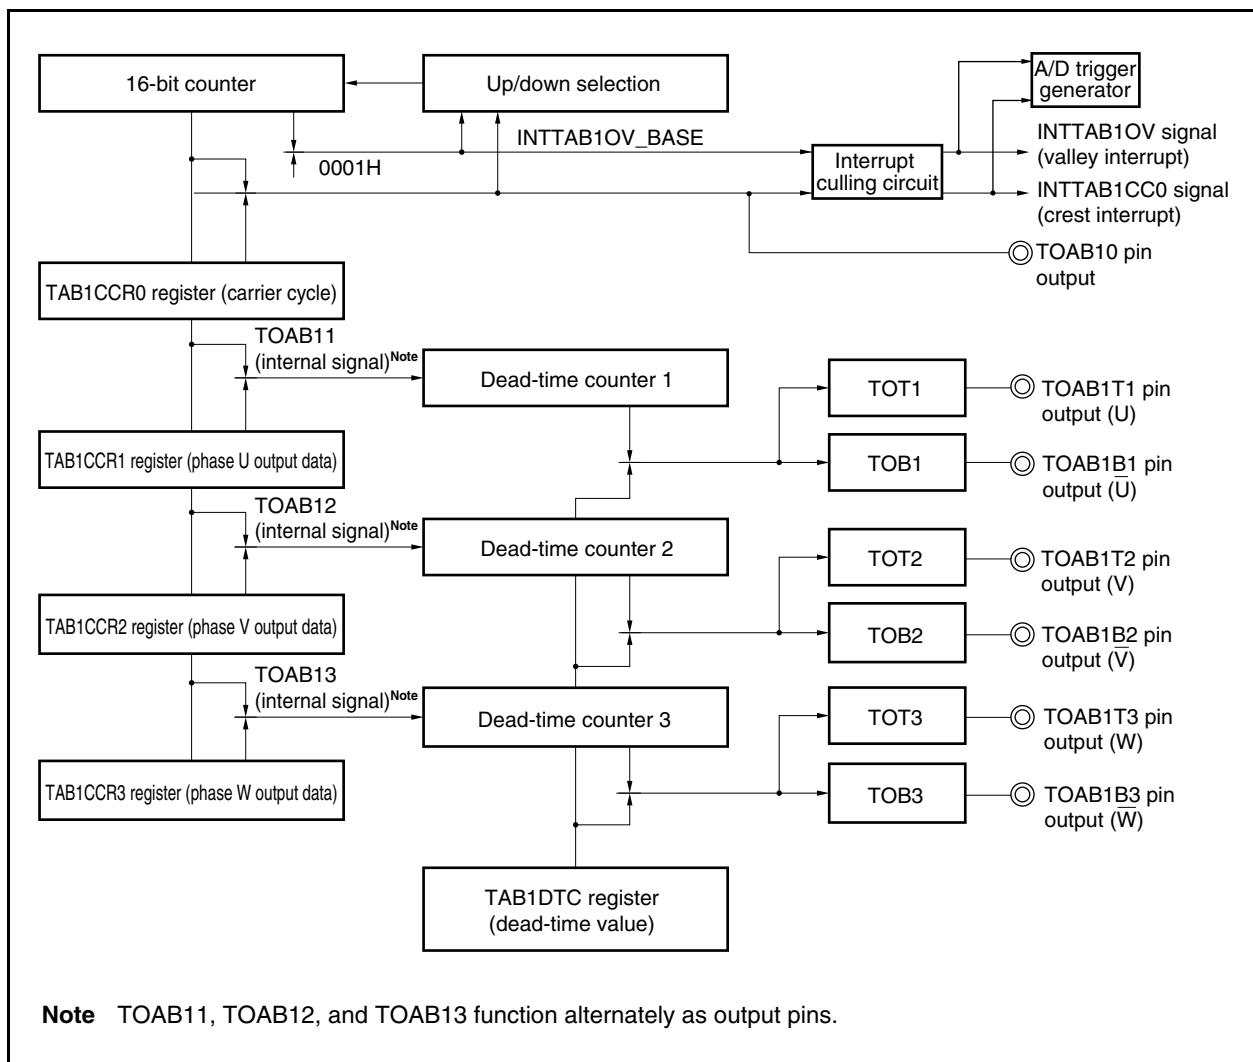 16-bit counter
Up/down selection
A/D trigger
generator
INTTAB1OV_BASE
0001H
Interrupt
culling circuit
INTTAB1OV signal
(valley interrupt)
INTTAB1CC0 signal
(crest interrupt)
TOAB10 pin
output
TAB1CCR0 register (carrier cycle)
TOAB11
(internal signal)Note
Dead-time counter 1
TOT1
TOAB1T1 pin
output (U)
TAB1CCR1 register (phase U output data)
TOB1
TOAB1B1 pin
output (U̅)
TOAB12
(internal signal)Note
Dead-time counter 2
TOT2
TOAB1T2 pin
output (V)
TAB1CCR2 register (phase V output data)
TOB2
TOAB1B2 pin
output (V̅)
TOAB13
(internal signal)Note
Dead-time counter 3
TOT3
TOAB1T3 pin
output (W)
TAB1CCR3 register (phase W output data)
TOB3
TOAB1B3 pin
output (W̅)
TAB1DTC register
(dead-time value)
Note TOAB11, TOAB12, and TOAB13 function alternately as output pins.